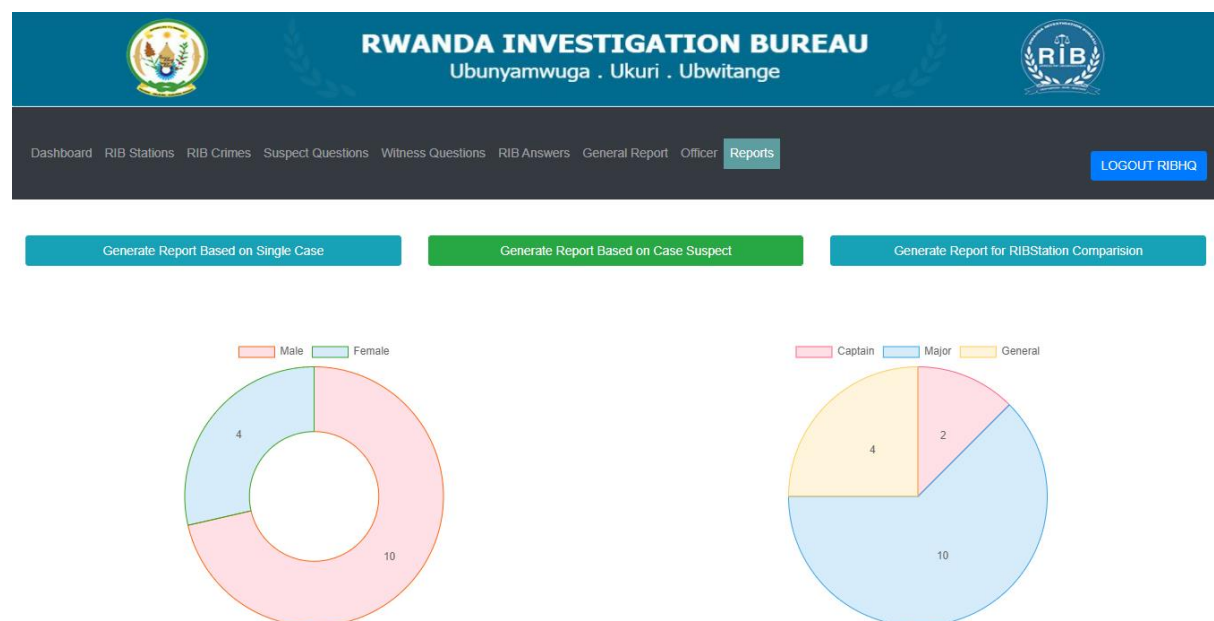 RWANDA INVESTIGATION BUREAU
Ubunyamwuga . Ukuri . Ubwitange
RIB
Dashboard RIB Stations RIB Crimes Suspect Questions Witness Questions RIB Answers General Report Officer Reports
LOGOUT RIBHQ
Generate Report Based on Single Case
Generate Report Based on Case Suspect
Generate Report for RIBStation Comparision
Male Female
4
10
Captain Major General
2
4
10